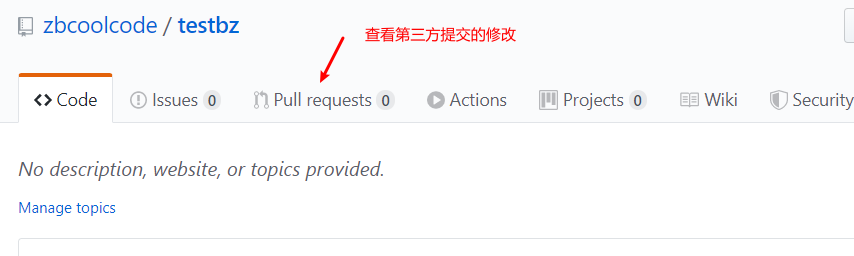 zbcoolcode / testbz
查看第三方提交的修改
Code Issues 0 Pull requests 0 Actions Projects 0 Wiki Security
No description, website, or topics provided.
Manage topics